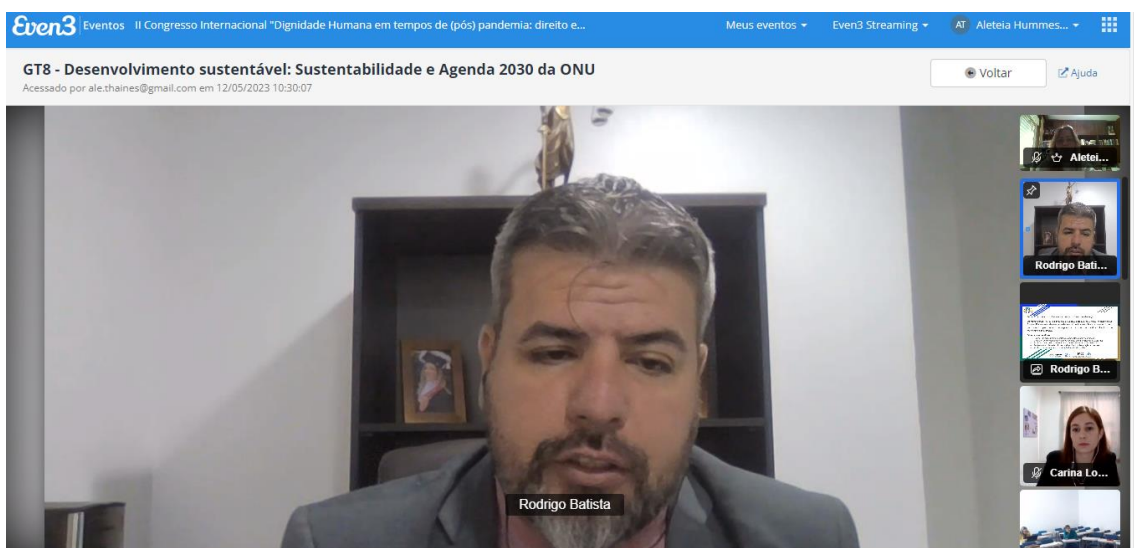 Even3 Eventos II Congresso Internacional "Dignidade Humana em tempos de (pós) pandemia: direito e... Meus eventos Even3 Streaming AT Aleteia Hummes...
GT8 - Desenvolvimento sustentável: Sustentabilidade e Agenda 2030 da ONU
Voltar Ajuda
Acessado por ale.thaines@gmail.com em 12/05/2023 10:30:07
Aletei...
Rodrigo Bati...
Rodrigo B...
Carina Lo...
Rodrigo Batista